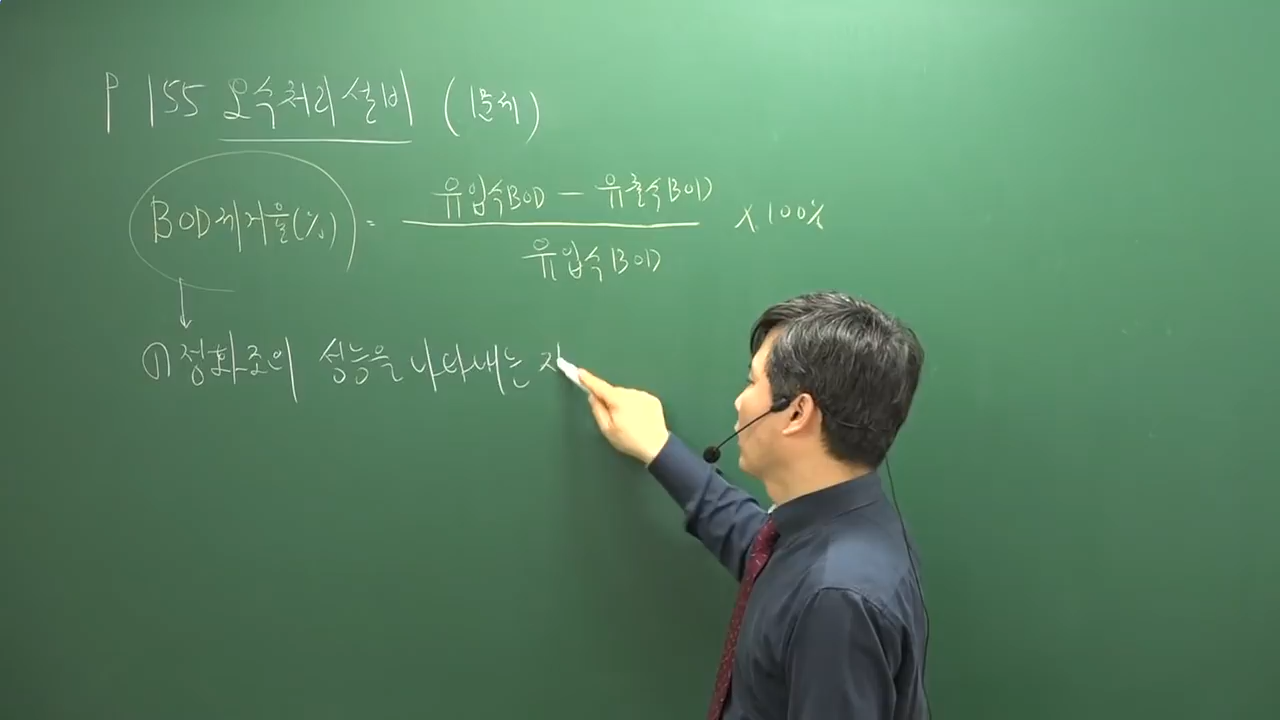 P 155 오수처리설비 (1문제)
유입수BOD - 유출수BOD
BOD제거율(%) = X 100%
유입수BOD
① 정화조의 성능을 나타내는 지